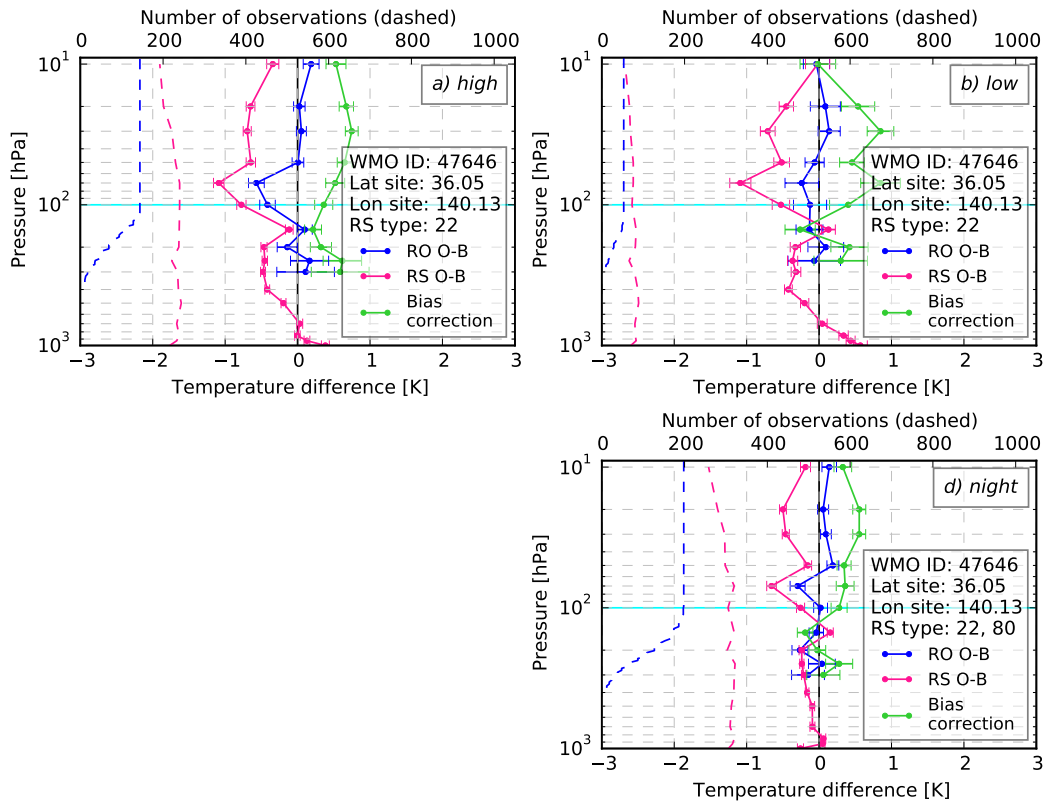 Number of observations (dashed)
0 200 400 600 800 1000
10¹
10²
10³
Pressure [hPa]
a) high
WMO ID: 47646
Lat site: 36.05
Lon site: 140.13
RS type: 22
RO O-B
RS O-B
Bias
correction
−3 −2 −1 0 1 2 3
Temperature difference [K]
Number of observations (dashed)
0 200 400 600 800 1000
10¹
10²
10³
Pressure [hPa]
b) low
WMO ID: 47646
Lat site: 36.05
Lon site: 140.13
RS type: 22
RO O-B
RS O-B
Bias
correction
−3 −2 −1 0 1 2 3
Temperature difference [K]
Number of observations (dashed)
0 200 400 600 800 1000
10¹
10²
10³
Pressure [hPa]
d) night
WMO ID: 47646
Lat site: 36.05
Lon site: 140.13
RS type: 22, 80
RO O-B
RS O-B
Bias
correction
−3 −2 −1 0 1 2 3
Temperature difference [K]